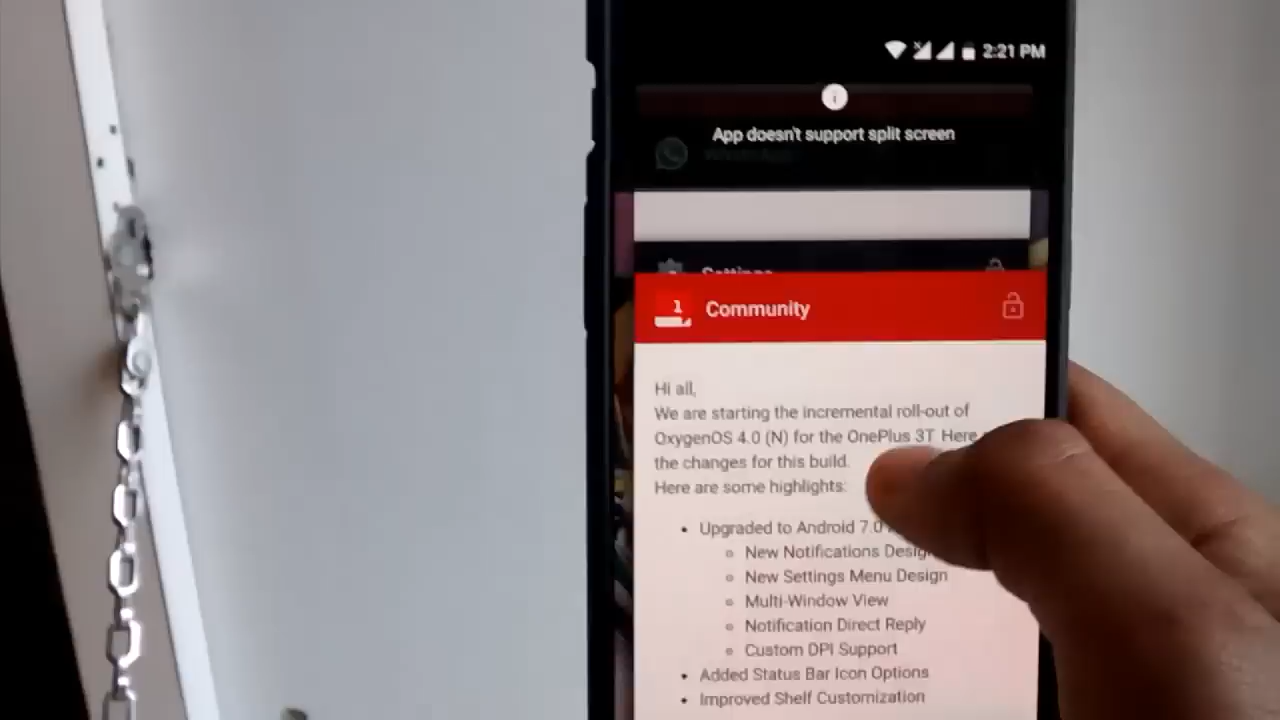 2:21 PM
App doesn't support split screen
Settings
1 Community
Hi all,
We are starting the incremental roll-out of
OxygenOS 4.0 (N) for the OnePlus 3T. Here
the changes for this build.
Here are some highlights:
• Upgraded to Android 7.0
◦ New Notifications Design
◦ New Settings Menu Design
◦ Multi-Window View
◦ Notification Direct Reply
◦ Custom DPI Support
• Added Status Bar Icon Options
• Improved Shelf Customization